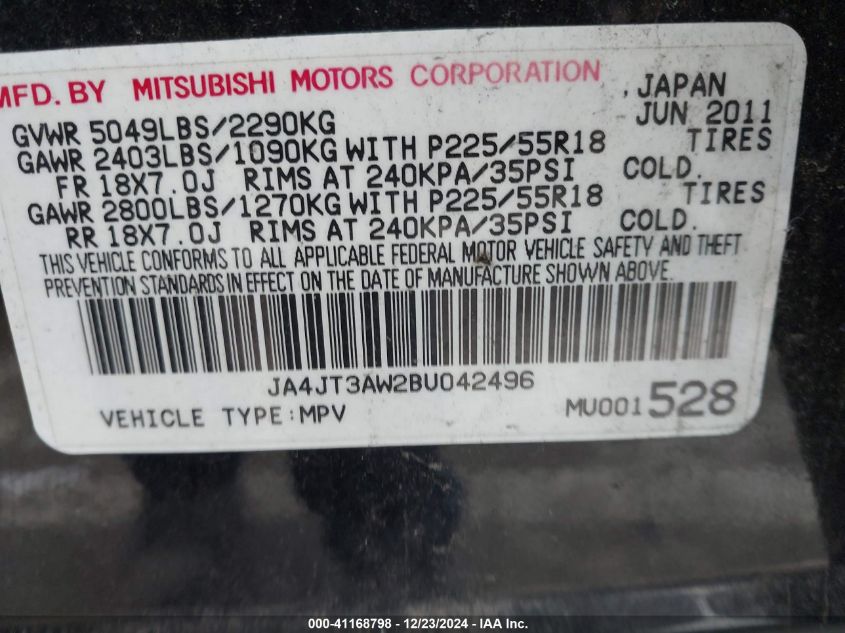 MFD. BY MITSUBISHI MOTORS CORPORATION , JAPAN
GVWR 5049LBS/2290KG JUN 2011
GAWR 2403LBS/1090KG WITH P225/55R18 TIRES
FR 18X7.0J RIMS AT 240KPA/35PSI COLD.
GAWR 2800LBS/1270KG WITH P225/55R18 TIRES
RR 18X7.0J RIMS AT 240KPA/35PSI COLD.
THIS VEHICLE CONFORMS TO ALL APPLICABLE FEDERAL MOTOR VEHICLE SAFETY AND THEFT
PREVENTION STANDARDS IN EFFECT ON THE DATE OF MANUFACTURE SHOWN ABOVE.
JA4JT3AW2BU042496
VEHICLE TYPE:MPV MU001528
000-41168798 - 12/23/2024 - Copyright © 2024 IAA, Inc.